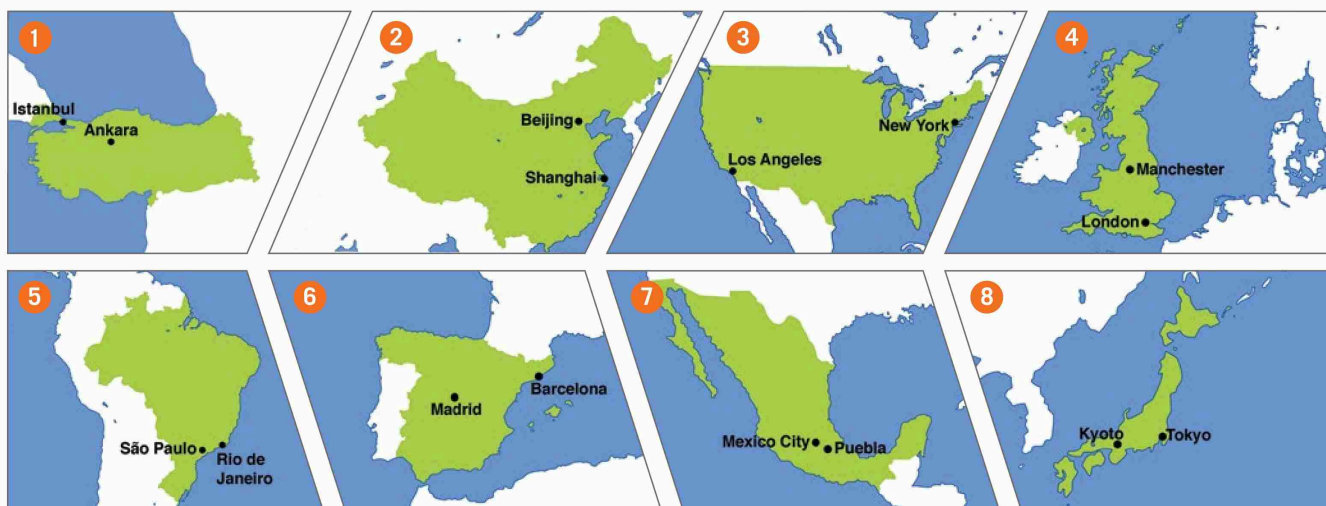 1
Istanbul
Ankara
2
Beijing
Shanghai
3
New York
Los Angeles
4
Manchester
London
5
São Paulo
Rio de
Janeiro
6
Barcelona
Madrid
7
Mexico City
Puebla
8
Kyoto
Tokyo